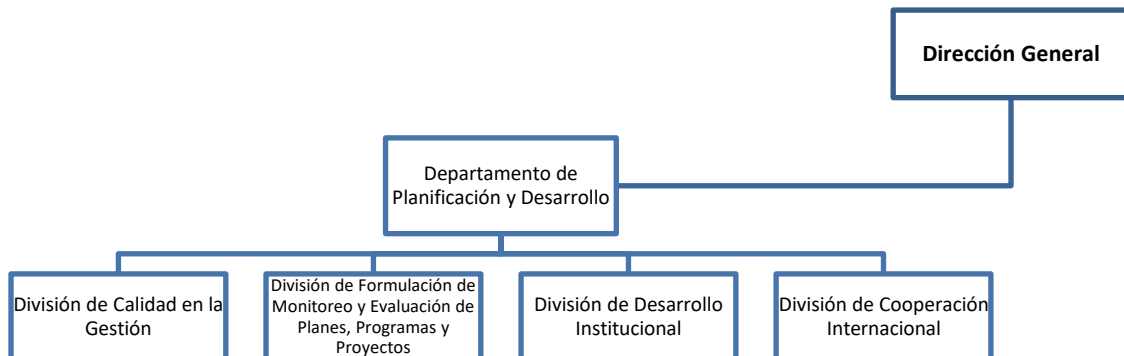 Dirección General
Departamento de
Planificación y Desarrollo
División de Calidad en la
Gestión
División de Formulación de
Monitoreo y Evaluación de
Planes, Programas y
Proyectos
División de Desarrollo
Institucional
División de Cooperación
Internacional